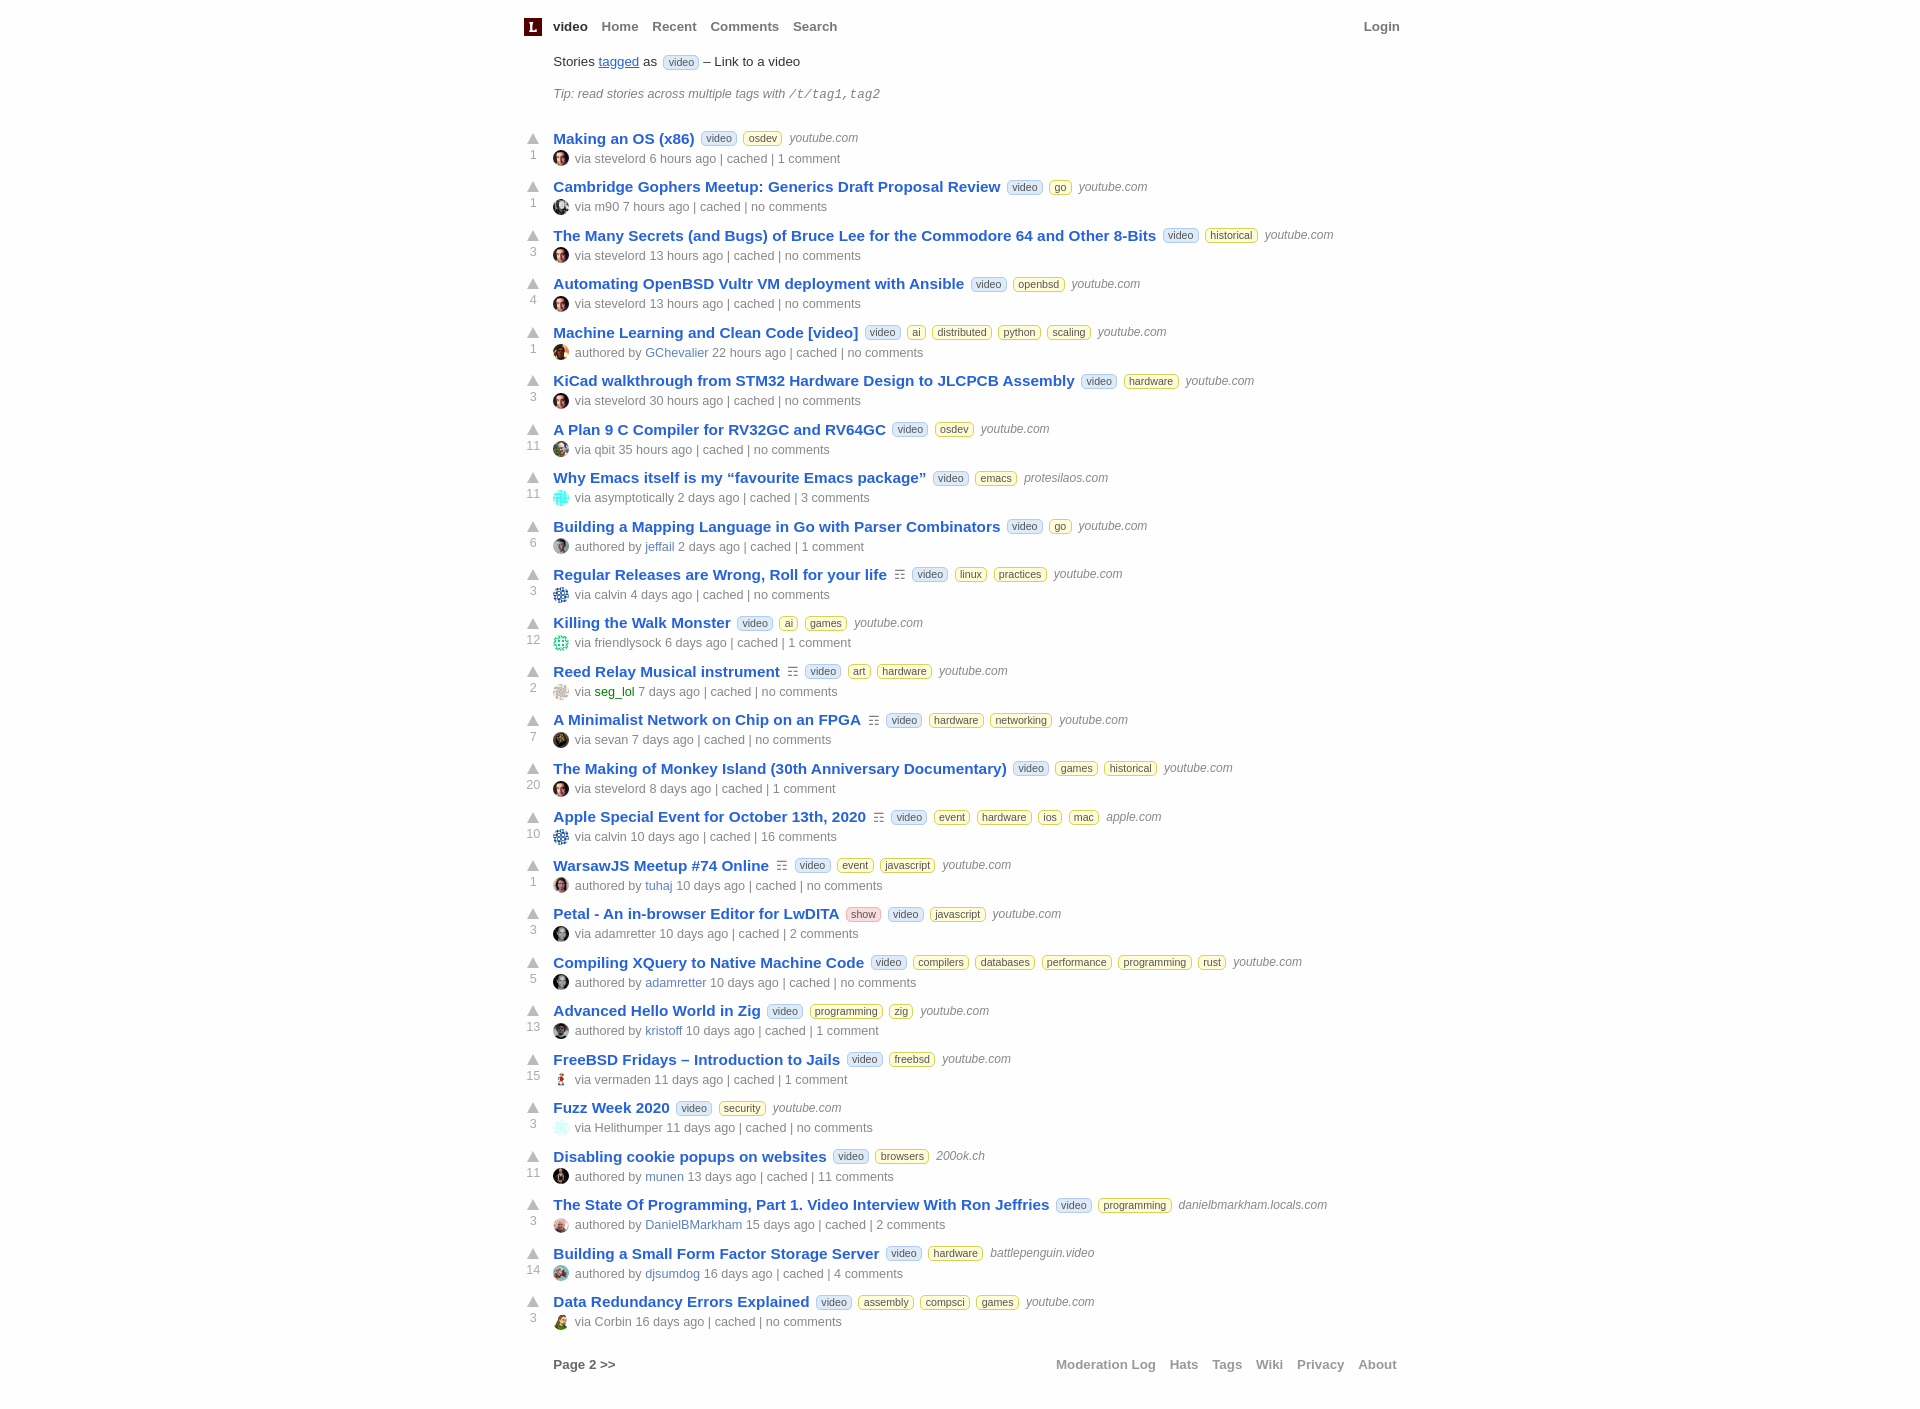 L video Home Recent Comments Search Login
Stories tagged as video – Link to a video
Tip: read stories across multiple tags with /t/tag1,tag2
Making an OS (x86) video osdev youtube.com
1 via stevelord 6 hours ago | cached | 1 comment
Cambridge Gophers Meetup: Generics Draft Proposal Review video go youtube.com
1 via m90 7 hours ago | cached | no comments
The Many Secrets (and Bugs) of Bruce Lee for the Commodore 64 and Other 8-Bits video historical youtube.com
3 via stevelord 13 hours ago | cached | no comments
Automating OpenBSD Vultr VM deployment with Ansible video openbsd youtube.com
4 via stevelord 13 hours ago | cached | no comments
Machine Learning and Clean Code [video] video ai distributed python scaling youtube.com
1 authored by GChevalier 22 hours ago | cached | no comments
KiCad walkthrough from STM32 Hardware Design to JLCPCB Assembly video hardware youtube.com
3 via stevelord 30 hours ago | cached | no comments
A Plan 9 C Compiler for RV32GC and RV64GC video osdev youtube.com
11 via qbit 35 hours ago | cached | no comments
Why Emacs itself is my “favourite Emacs package” video emacs protesilaos.com
11 via asymptotically 2 days ago | cached | 3 comments
Building a Mapping Language in Go with Parser Combinators video go youtube.com
6 authored by jeffail 2 days ago | cached | 1 comment
Regular Releases are Wrong, Roll for your life ☶ video linux practices youtube.com
3 via calvin 4 days ago | cached | no comments
Killing the Walk Monster video ai games youtube.com
12 via friendlysock 6 days ago | cached | 1 comment
Reed Relay Musical instrument ☶ video art hardware youtube.com
2 via seg_lol 7 days ago | cached | no comments
A Minimalist Network on Chip on an FPGA ☶ video hardware networking youtube.com
7 via sevan 7 days ago | cached | no comments
The Making of Monkey Island (30th Anniversary Documentary) video games historical youtube.com
20 via stevelord 8 days ago | cached | 1 comment
Apple Special Event for October 13th, 2020 ☶ video event hardware ios mac apple.com
10 via calvin 10 days ago | cached | 16 comments
WarsawJS Meetup #74 Online ☶ video event javascript youtube.com
1 authored by tuhaj 10 days ago | cached | no comments
Petal - An in-browser Editor for LwDITA show video javascript youtube.com
3 via adamretter 10 days ago | cached | 2 comments
Compiling XQuery to Native Machine Code video compilers databases performance programming rust youtube.com
5 authored by adamretter 10 days ago | cached | no comments
Advanced Hello World in Zig video programming zig youtube.com
13 authored by kristoff 10 days ago | cached | 1 comment
FreeBSD Fridays – Introduction to Jails video freebsd youtube.com
15 via vermaden 11 days ago | cached | 1 comment
Fuzz Week 2020 video security youtube.com
3 via Helithumper 11 days ago | cached | no comments
Disabling cookie popups on websites video browsers 200ok.ch
11 authored by munen 13 days ago | cached | 11 comments
The State Of Programming, Part 1. Video Interview With Ron Jeffries video programming danielbmarkham.locals.com
3 authored by DanielBMarkham 15 days ago | cached | 2 comments
Building a Small Form Factor Storage Server video hardware battlepenguin.video
14 authored by djsumdog 16 days ago | cached | 4 comments
Data Redundancy Errors Explained video assembly compsci games youtube.com
3 via Corbin 16 days ago | cached | no comments
Page 2 >> Moderation Log Hats Tags Wiki Privacy About